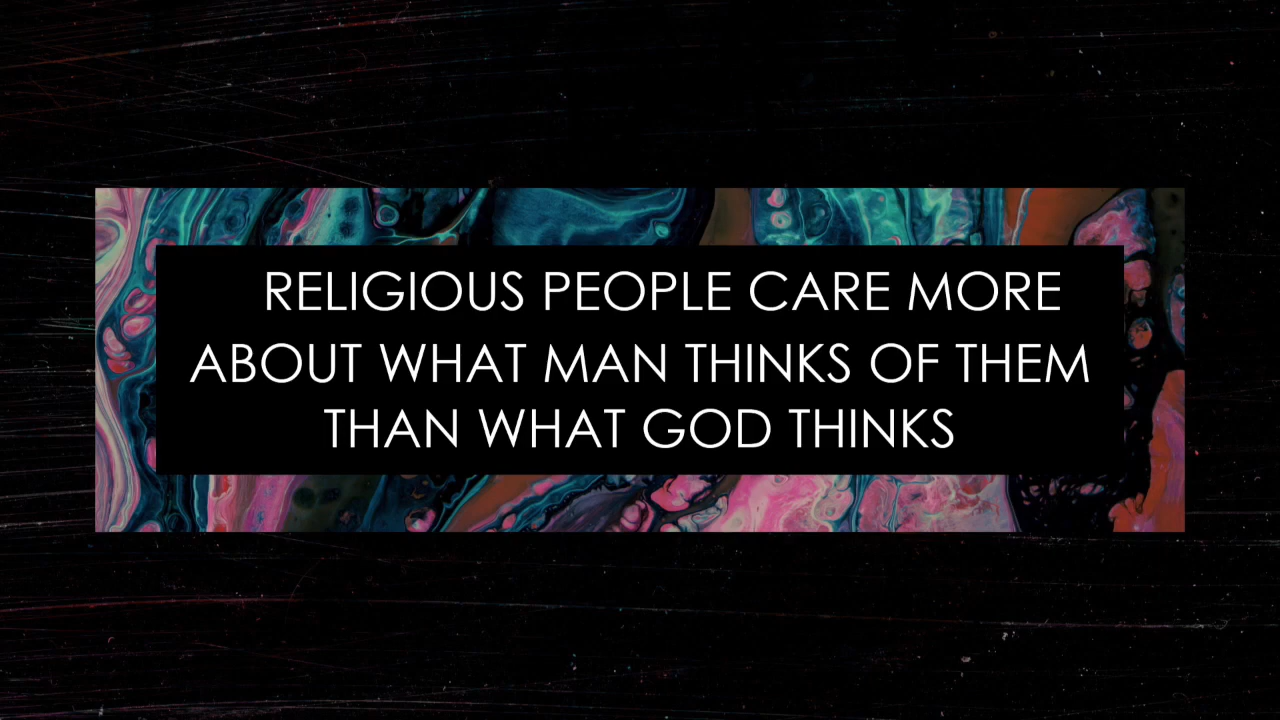 RELIGIOUS PEOPLE CARE MORE
ABOUT WHAT MAN THINKS OF THEM
THAN WHAT GOD THINKS